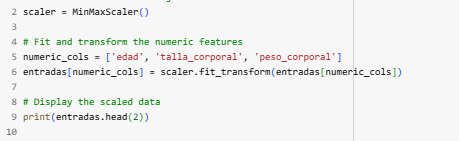 2 scaler = MinMaxScaler()
3
4 # Fit and transform the numeric features
5 numeric_cols = ['edad', 'talla_corporal', 'peso_corporal']
6 entradas[numeric_cols] = scaler.fit_transform(entradas[numeric_cols])
7
8 # Display the scaled data
9 print(entradas.head(2))
10